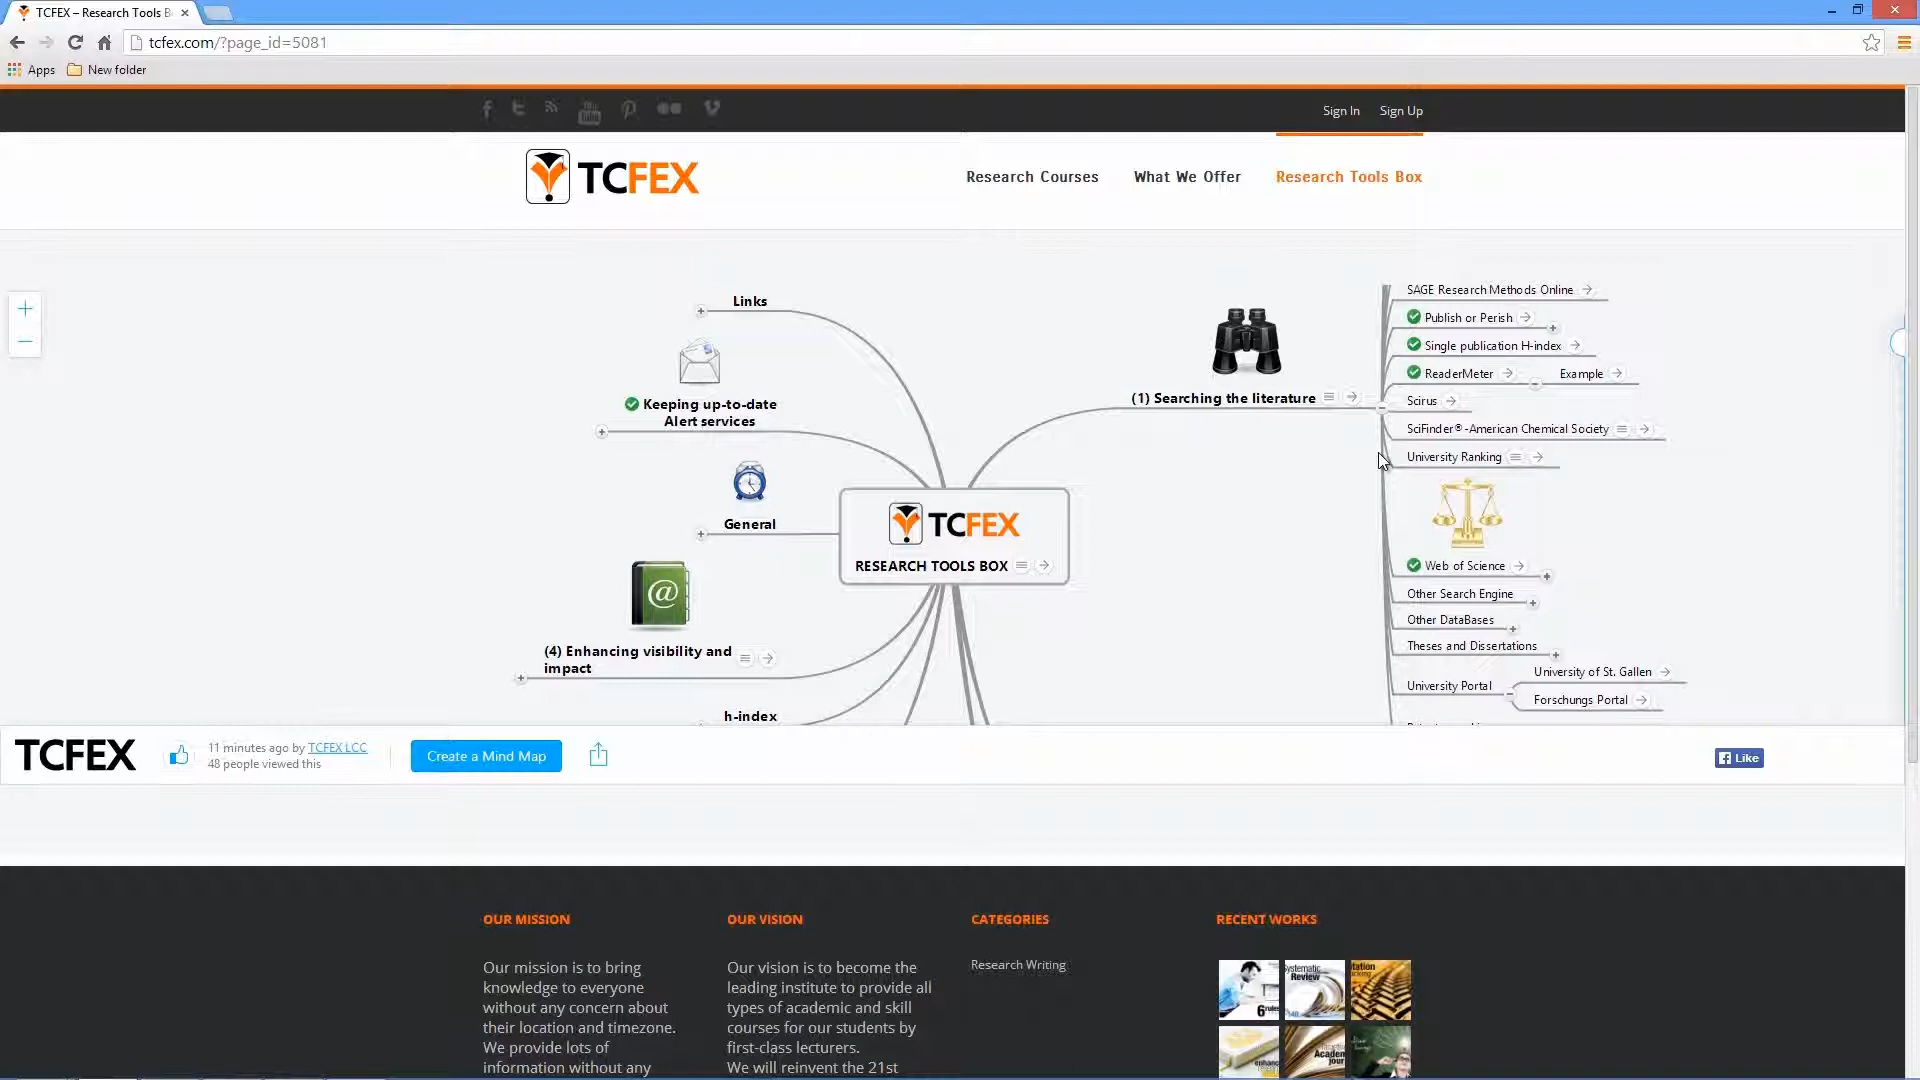 TCFEX – Research Tools B
tcfex.com/?page_id=5081
Apps New folder
Sign In Sign Up
TCFEX
Research Courses What We Offer Research Tools Box
Links
Keeping up-to-date
Alert services
General
(4) Enhancing visibility and
impact
h-index
TCFEX
RESEARCH TOOLS BOX
(1) Searching the literature
SAGE Research Methods Online
Publish or Perish
Single publication H-index
ReaderMeter Example
Scirus
SciFinder®-American Chemical Society
University Ranking
Web of Science
Other Search Engine
Other DataBases
Theses and Dissertations
University Portal
University of St. Gallen
Forschungs Portal
TCFEX
11 minutes ago by TCFEX LCC
48 people viewed this
Create a Mind Map
Like
OUR MISSION
Our mission is to bring
knowledge to everyone
without any concern about
their location and timezone.
We provide lots of
information without any
OUR VISION
Our vision is to become the
leading institute to provide all
types of academic and skill
courses for our students by
first-class lecturers.
We will reinvent the 21st
CATEGORIES
Research Writing
RECENT WORKS
Systematic
Review